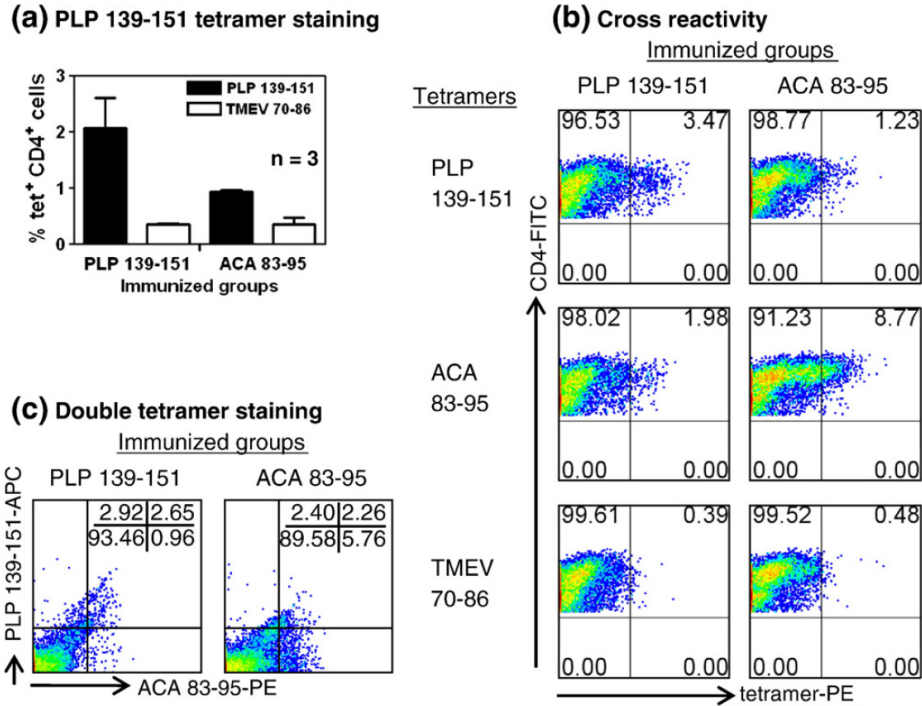 (a) PLP 139-151 tetramer staining
3
2
1
0
% tet+ CD4+ cells
PLP 139-151
TMEV 70-86
n = 3
PLP 139-151
ACA 83-95
Immunized groups
(b) Cross reactivity
Immunized groups
Tetramers
PLP 139-151
ACA 83-95
PLP
139-151
96.53 3.47
0.00 0.00
98.77 1.23
0.00 0.00
ACA
83-95
98.02 1.98
0.00 0.00
91.23 8.77
0.00 0.00
TMEV
70-86
99.61 0.39
0.00 0.00
99.52 0.48
0.00 0.00
CD4-FITC
tetramer-PE
(c) Double tetramer staining
Immunized groups
PLP 139-151
ACA 83-95
PLP 139-151-APC
2.92 2.65
93.46 0.96
2.40 2.26
89.58 5.76
ACA 83-95-PE